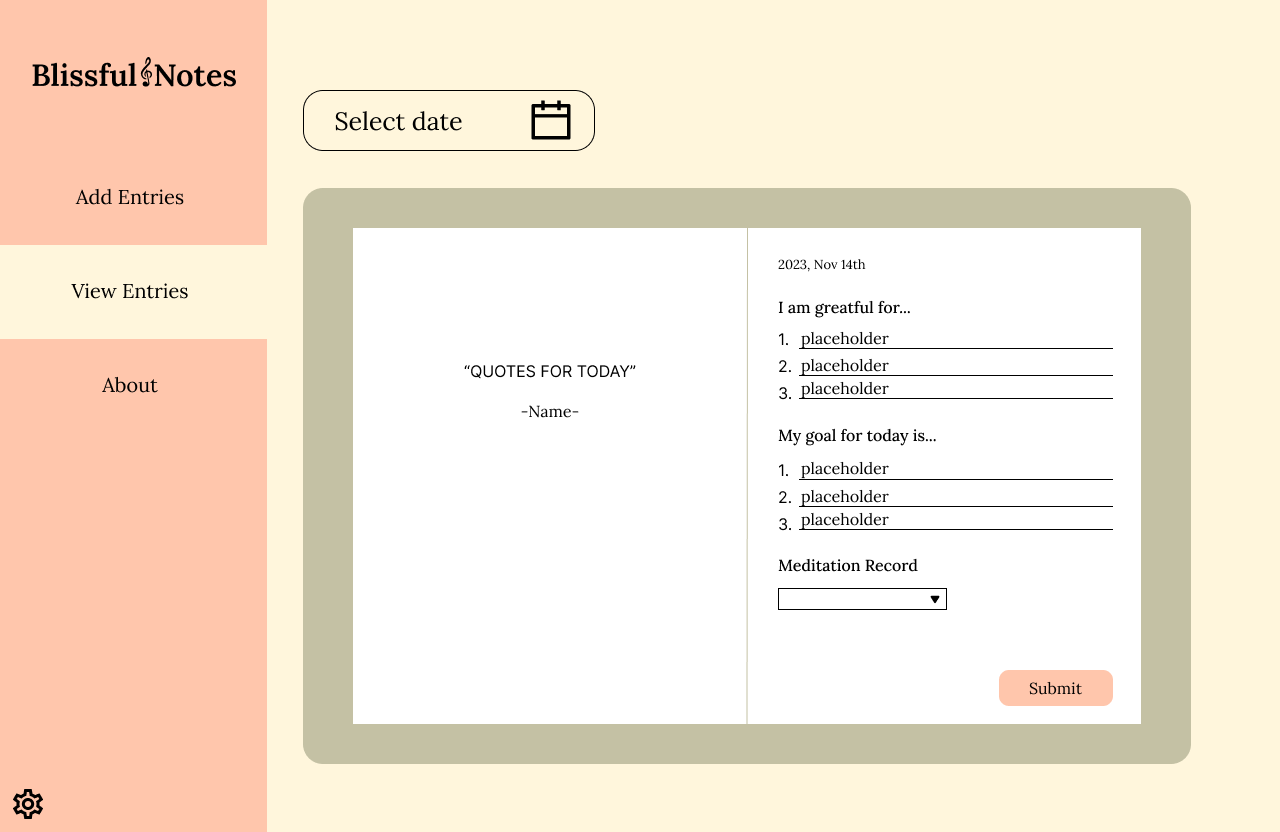 Blissful Notes
Add Entries
View Entries
About
Select date
“QUOTES FOR TODAY”
-Name-
2023, Nov 14th
I am greatful for...
1. placeholder
2. placeholder
3. placeholder
My goal for today is...
1. placeholder
2. placeholder
3. placeholder
Meditation Record
Submit